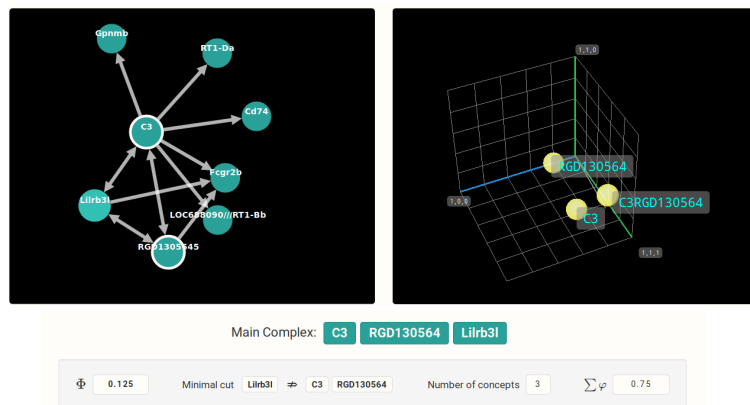 Gpnmb
RT1-Da
C3
Cd74
Fcgr2b
Lilrb3l
LOC688090///RT1-Bb
RGD1305645
1,1,0
RGD130564
1,0,0
C3RGD130564
C3
1,1,1
Main Complex: C3 RGD130564 Lilrb3l
Φ 0.125 Minimal cut Lilrb3l ⇏ C3 RGD130564 Number of concepts 3 ∑φ 0.75